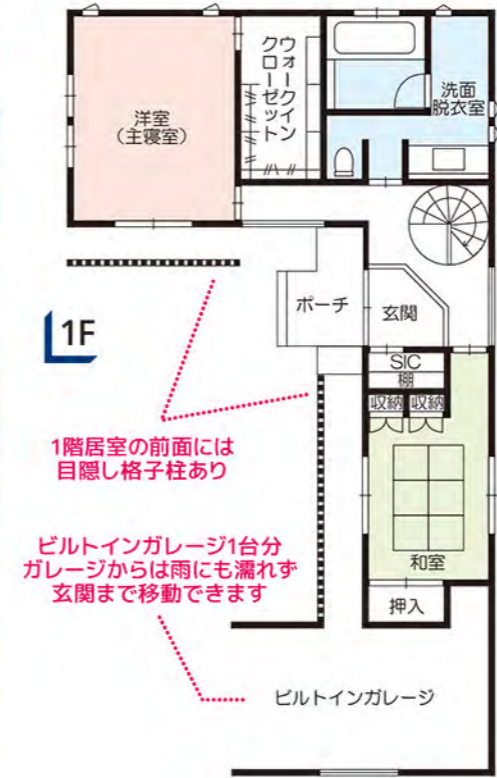 ウォークイン
クローゼット
洋室
(主寝室)
洗面
脱衣室
ポーチ
玄関
1F
SIC
棚
収納
収納
1階居室の前面には
目隠し格子柱あり
ビルトインガレージ1台分
ガレージからは雨にも濡れず
玄関まで移動できます
和室
押入
ビルトインガレージ